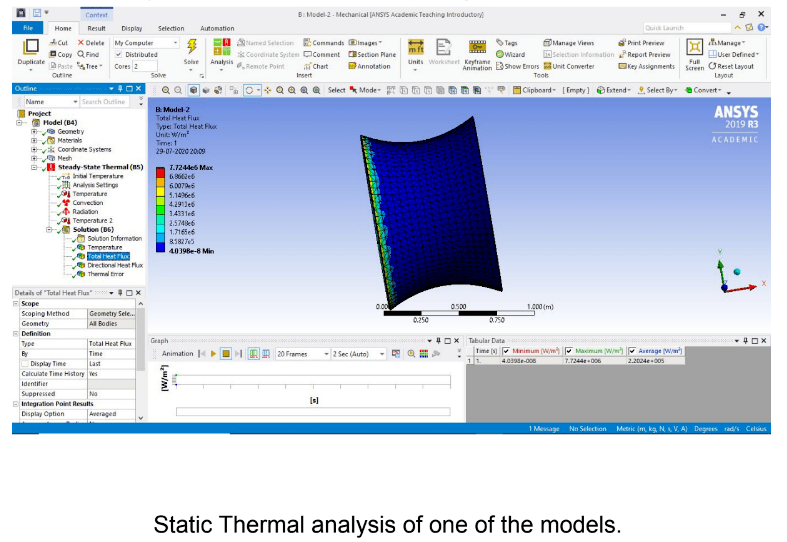 Context
B: Model-2 - Mechanical [ANSYS Academic Teaching Introductory]
File Home Result Display Selection Automation
Quick Launch
Duplicate
Cut Delete
Copy Find
Paste Tree
Outline
My Computer
Distributed
Cores 2
Solve
Solve
Analysis
Named Selection Commands Images
Coordinate System Comment Section Plane
Remote Point Chart Annotation
Insert
Units Worksheet Keyframe Animation
Tags Manage Views Print Preview
Wizard Selection Information Report Preview
Show Errors Unit Converter Key Assignments
Tools
Full Screen
Manage
User Defined
Reset Layout
Layout
Outline
Name Search Outline
Select Mode Clipboard [ Empty ] Extend Select By Convert
Project
Model (B4)
Geometry
Materials
Coordinate Systems
Mesh
Steady-State Thermal (B5)
Initial Temperature
Analysis Settings
Temperature
Convection
Radiation
Temperature 2
Solution (B6)
Solution Information
Temperature
Total Heat Flux
Directional Heat Flux
Thermal Error
B: Model-2
Total Heat Flux
Type: Total Heat Flux
Unit: W/m²
Time: 1
29-07-2020 20:09
7.7244e6 Max
6.8662e6
6.0079e6
5.1496e6
4.2913e6
3.4331e6
2.5748e6
1.7165e6
8.5827e5
4.0398e-8 Min
ANSYS
2019 R3
ACADEMIC
Y
X
0.500 1.000 (m)
0.250 0.750
Details of "Total Heat Flux"
Scope
Scoping Method Geometry Sele...
Geometry All Bodies
Definition
Type Total Heat Flux
By Time
Display Time Last
Calculate Time History Yes
Identifier
Suppressed No
Integration Point Results
Display Option Averaged
Graph
Animation 20 Frames 2 Sec (Auto)
[W/m²]
[s]
Tabular Data
Time [s] Minimum [W/m²] Maximum [W/m²] Average [W/m²]
1 1. 4.0398e-008 7.7244e+006 2.2024e+005
1 Message No Selection Metric (m, kg, N, s, V, A) Degrees rad/s Celsius
Static Thermal analysis of one of the models.